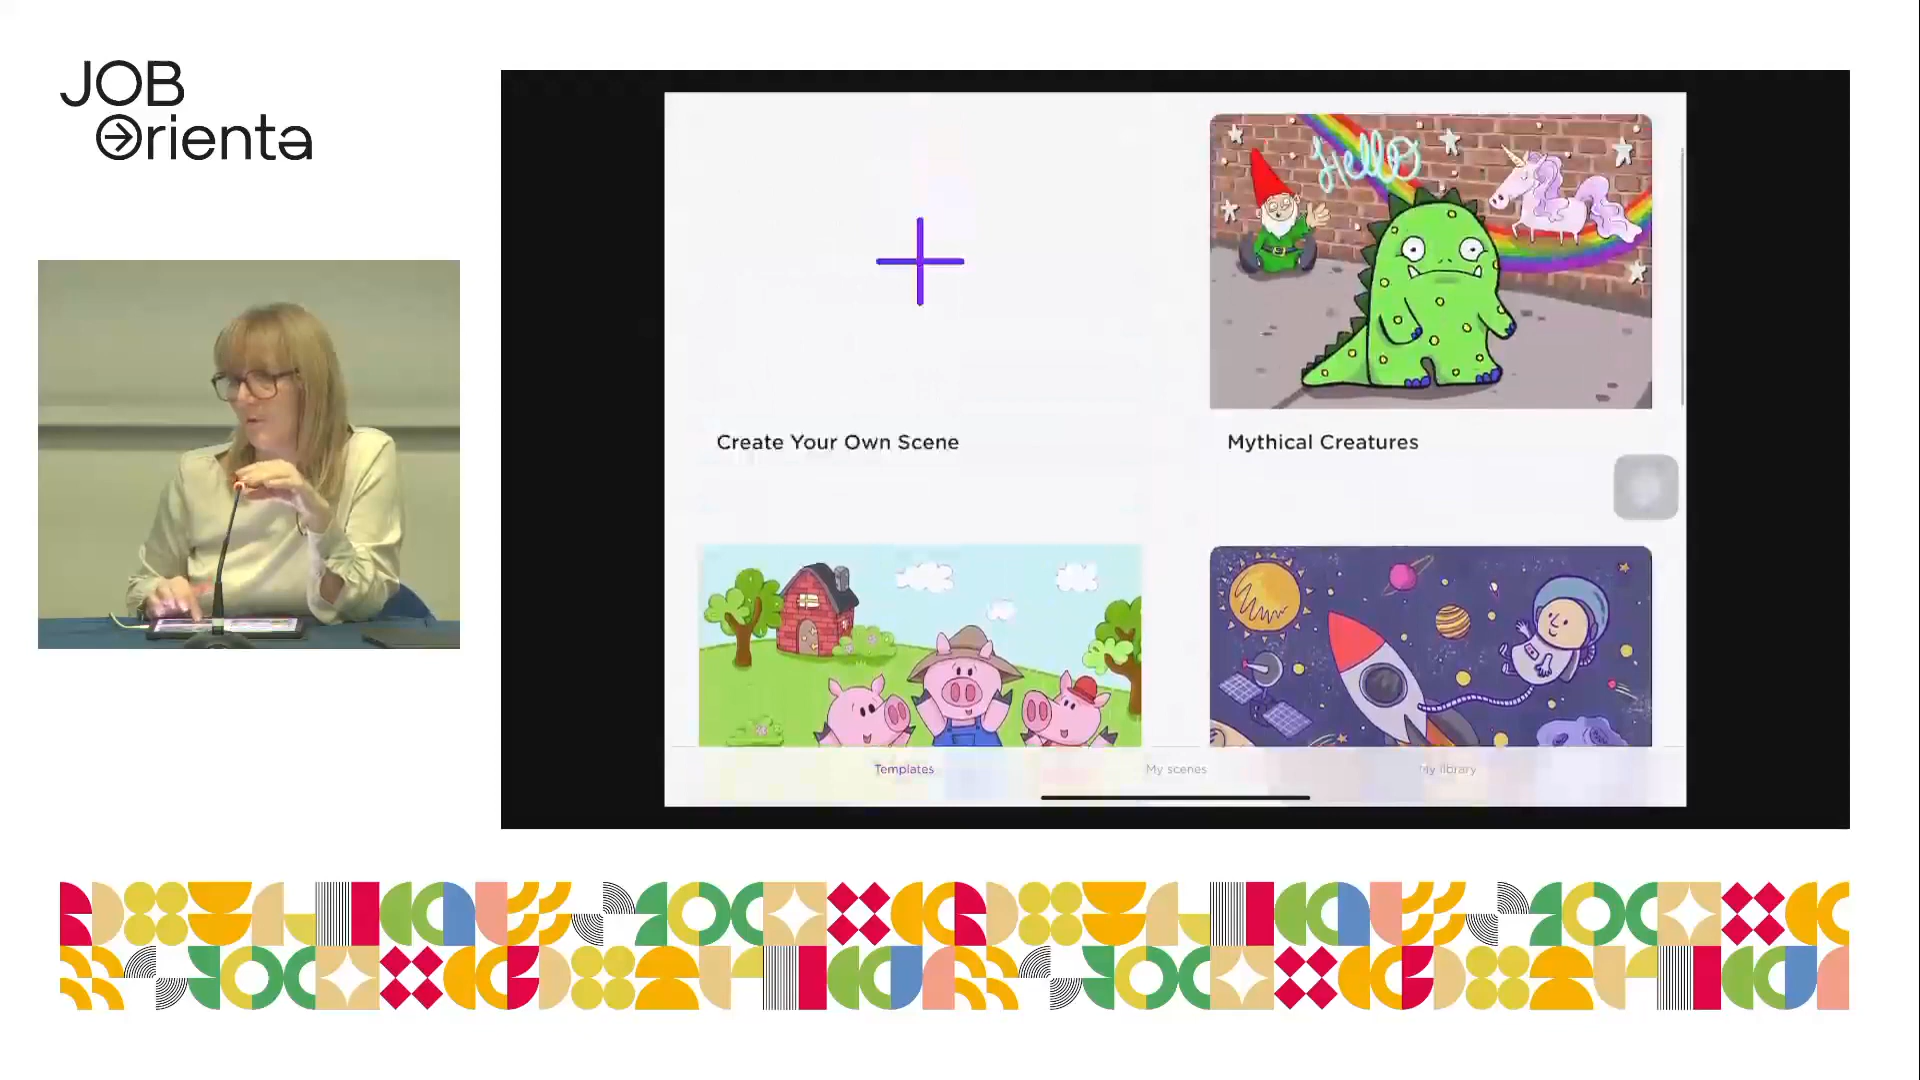 JOB
Orienta
Hello
Create Your Own Scene
Mythical Creatures
Templates
My scenes
My library